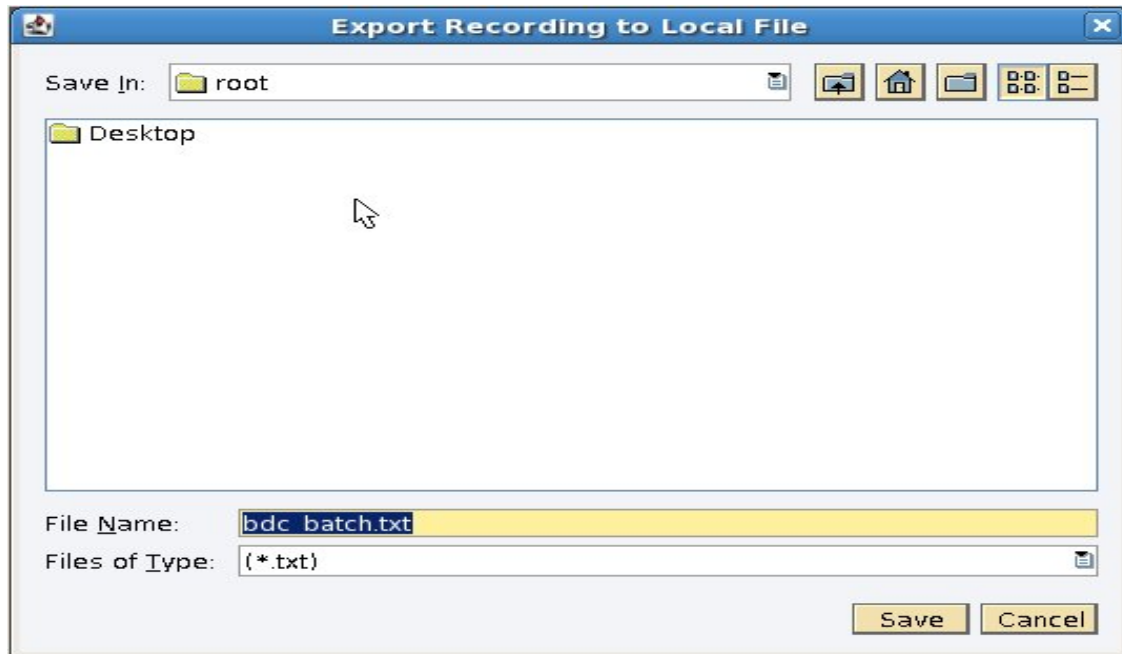 Export Recording to Local File
Save In: root
Desktop
File Name: bdc_batch.txt
Files of Type: (*.txt)
Save Cancel